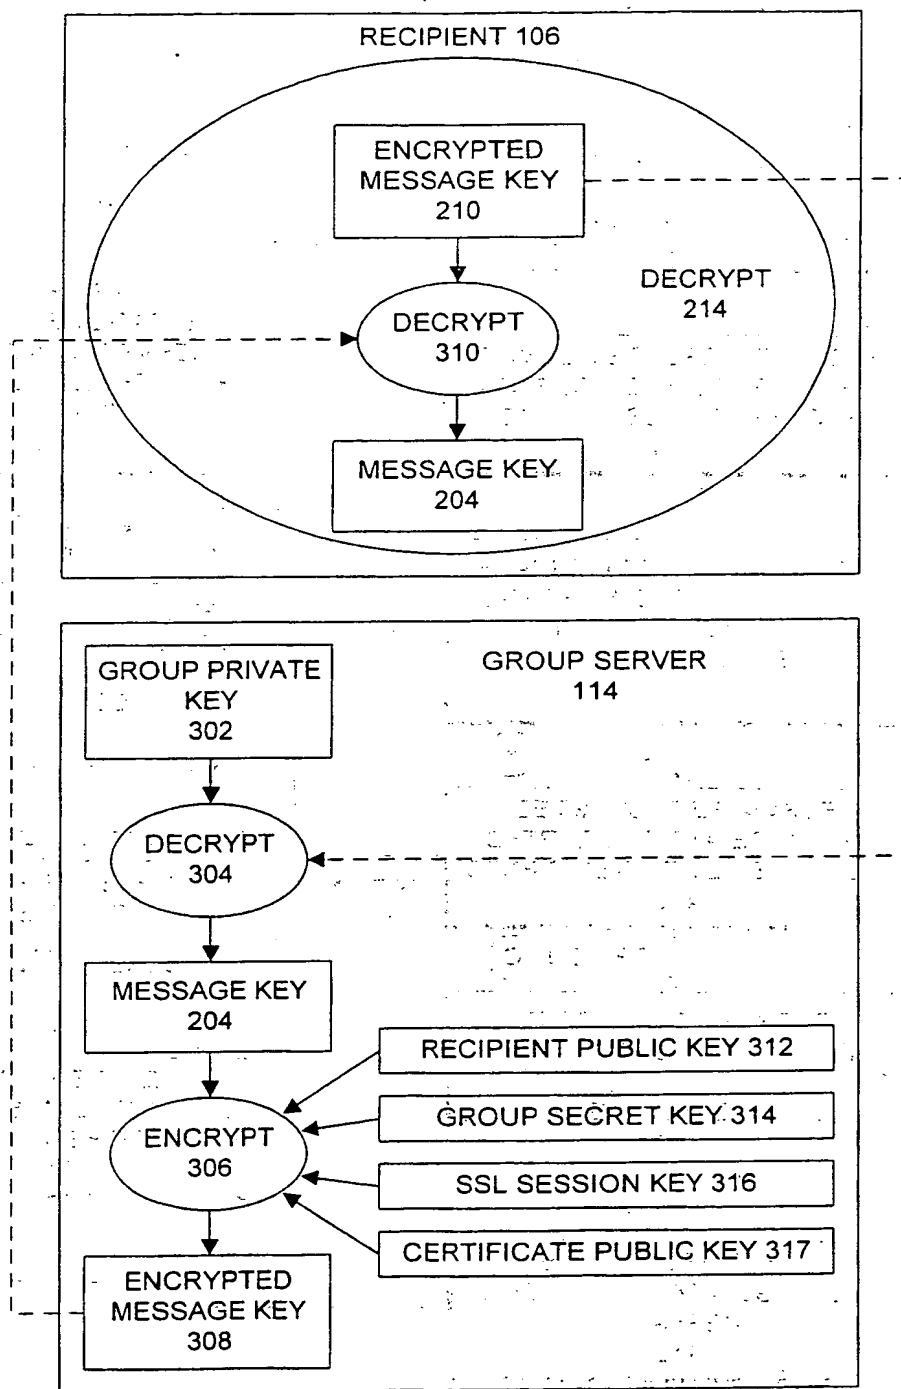 RECIPIENT 106
ENCRYPTED
MESSAGE KEY
210
DECRYPT
214
DECRYPT
310
MESSAGE KEY
204
GROUP PRIVATE
KEY
302
GROUP SERVER
114
DECRYPT
304
MESSAGE KEY
204
RECIPIENT PUBLIC KEY 312
GROUP SECRET KEY 314
ENCRYPT
306
SSL SESSION KEY 316
CERTIFICATE PUBLIC KEY 317
ENCRYPTED
MESSAGE KEY
308